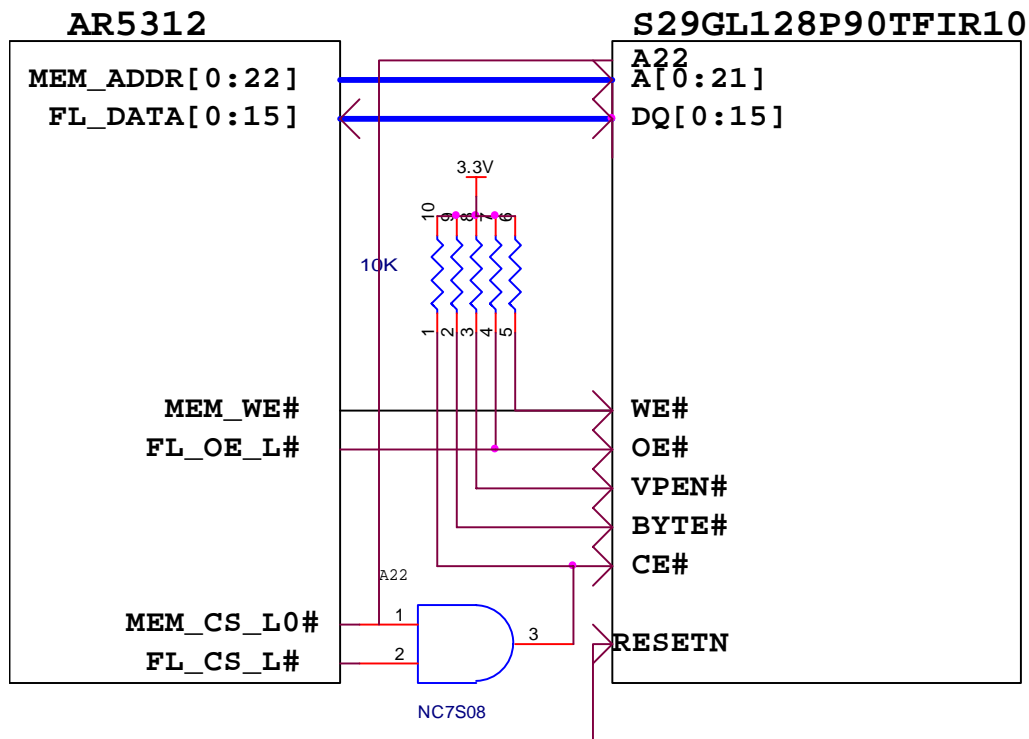 AR5312
S29GL128P90TFIR10
A22
MEM_ADDR[0:22]
A[0:21]
FL_DATA[0:15]
DQ[0:15]
3.3V
10 9 8 7 6
10K
1 2 3 4 5
MEM_WE#
WE#
FL_OE_L#
OE#
VPEN#
BYTE#
CE#
A22
MEM_CS_L0#
1
3
RESETN
FL_CS_L#
2
NC7S08